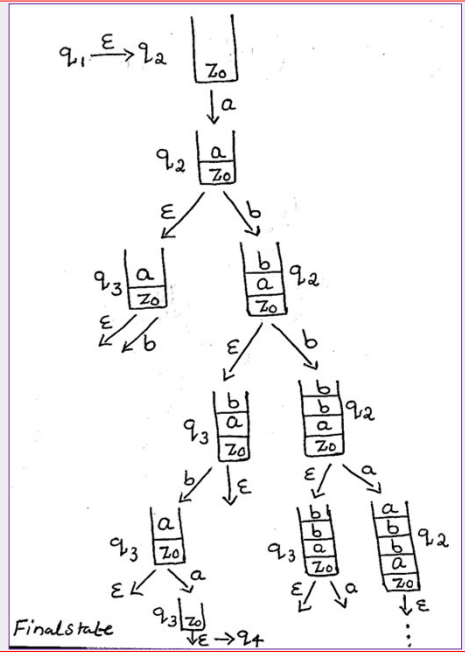 q₁ ε→ q₂
z₀
↓ a
q₂ a z₀
ε b
q₃ a z₀
b a z₀ q₂
ε b
ε b
q₃ b a z₀
b b a z₀ q₂
b ε
ε a
q₃ a z₀
q₃ b b a z₀
a b b a z₀ q₂
ε a
ε a
ε
q₃ z₀
Final state
ε → q₄